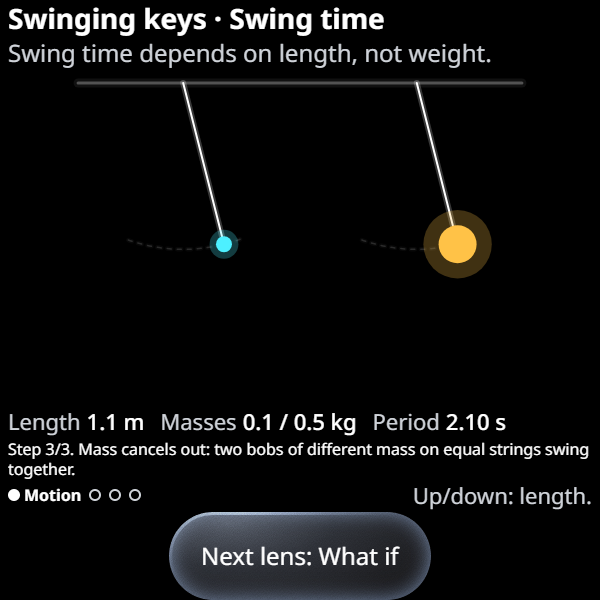 Swinging keys · Swing time
Swing time depends on length, not weight.
Length 1.1 m Masses 0.1 / 0.5 kg Period 2.10 s
Step 3/3. Mass cancels out: two bobs of different mass on equal strings swing
together.
Motion
Up/down: length.
Next lens: What if